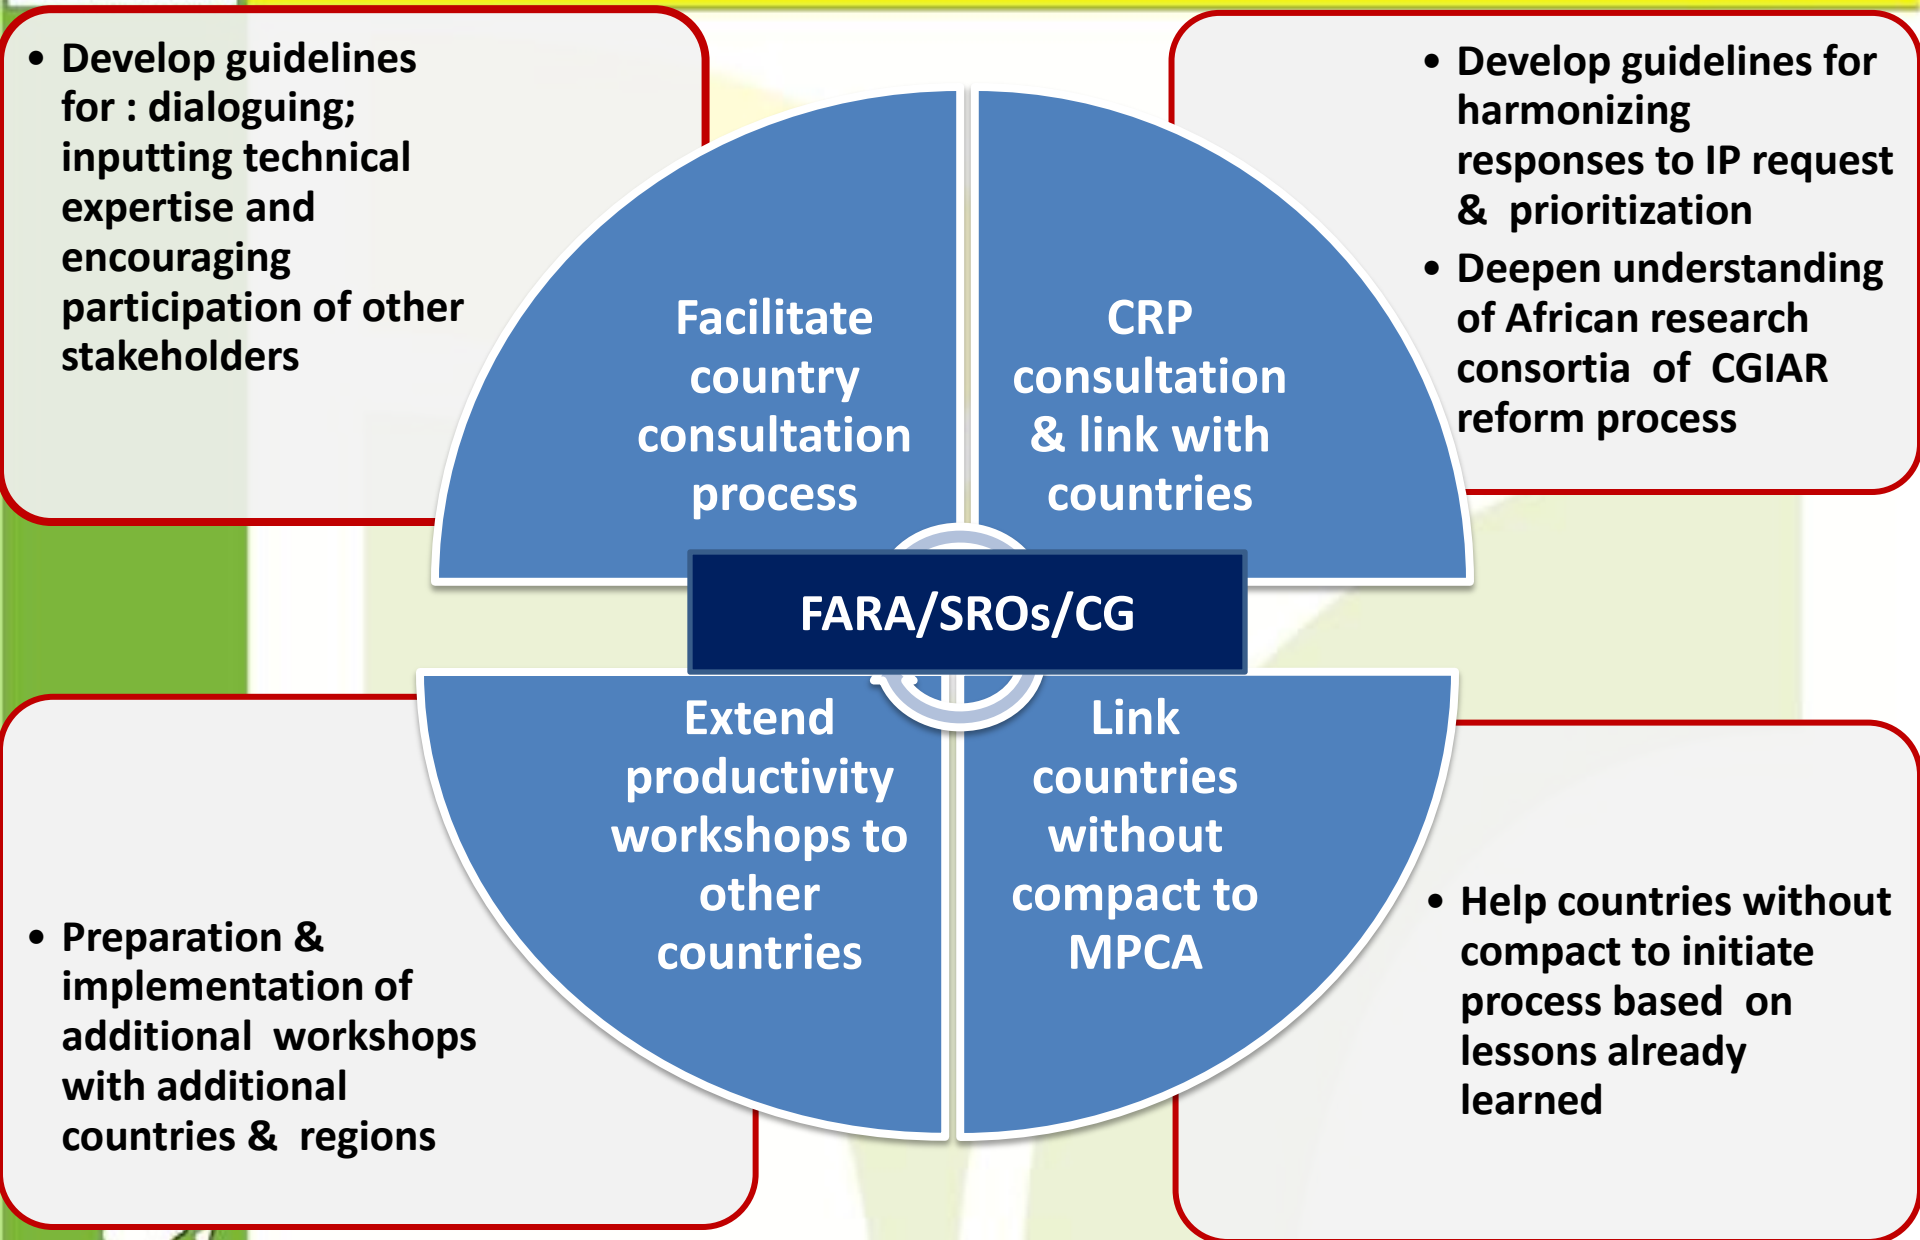 • Develop guidelines
for : dialoguing;
inputting technical
expertise and
encouraging
participation of other
stakeholders
Facilitate
country
consultation
process
CRP
consultation
& link with
countries
• Develop guidelines for
harmonizing
responses to IP request
& prioritization
• Deepen understanding
of African research
consortia of CGIAR
reform process
FARA/SROs/CG
• Preparation &
implementation of
additional workshops
with additional
countries & regions
Extend
productivity
workshops to
other
countries
Link
countries
without
compact to
MPCA
• Help countries without
compact to initiate
process based on
lessons already
learned